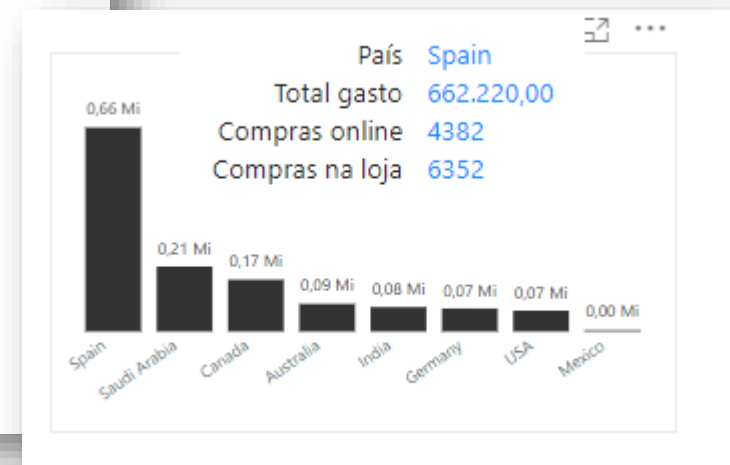 País Spain
Total gasto 662.220,00
Compras online 4382
Compras na loja 6352
0,66 Mi
0,21 Mi
0,17 Mi
0,09 Mi
0,08 Mi
0,07 Mi
0,07 Mi
0,00 Mi
Spain
Saudi Arabia
Canada
Australia
India
Germany
USA
Mexico